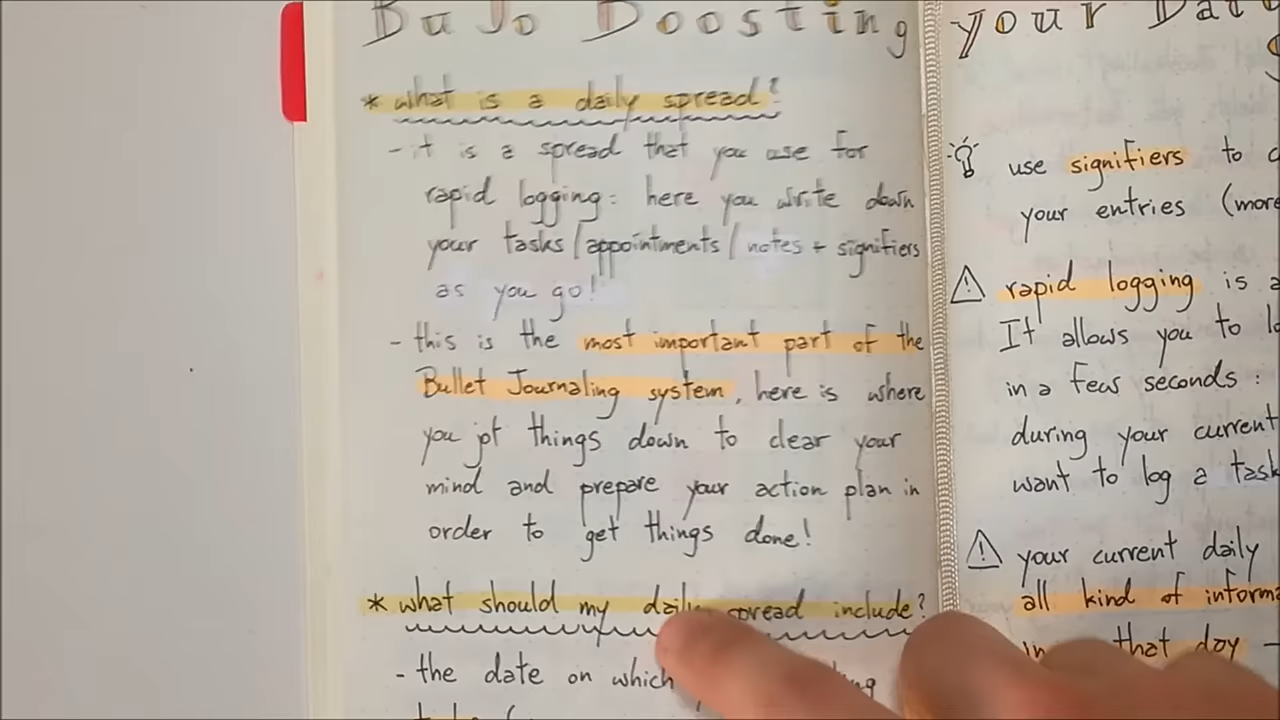 BuJo Boosting
* what is a daily spread?
- it is a spread that you use for
rapid logging: here you write down
your tasks/appointments/notes + signifiers
as you go!
- this is the most important part of the
Bullet Journaling system, here is where
you jot things down to clear your
mind and prepare your action plan in
order to get things done!
* what should my daily spread include?
- the date on which
your
use signifiers to
your entries (more
rapid logging is
It allows you to
in a few seconds:
during your current
want to log a task
your current daily
all kind of
that day -